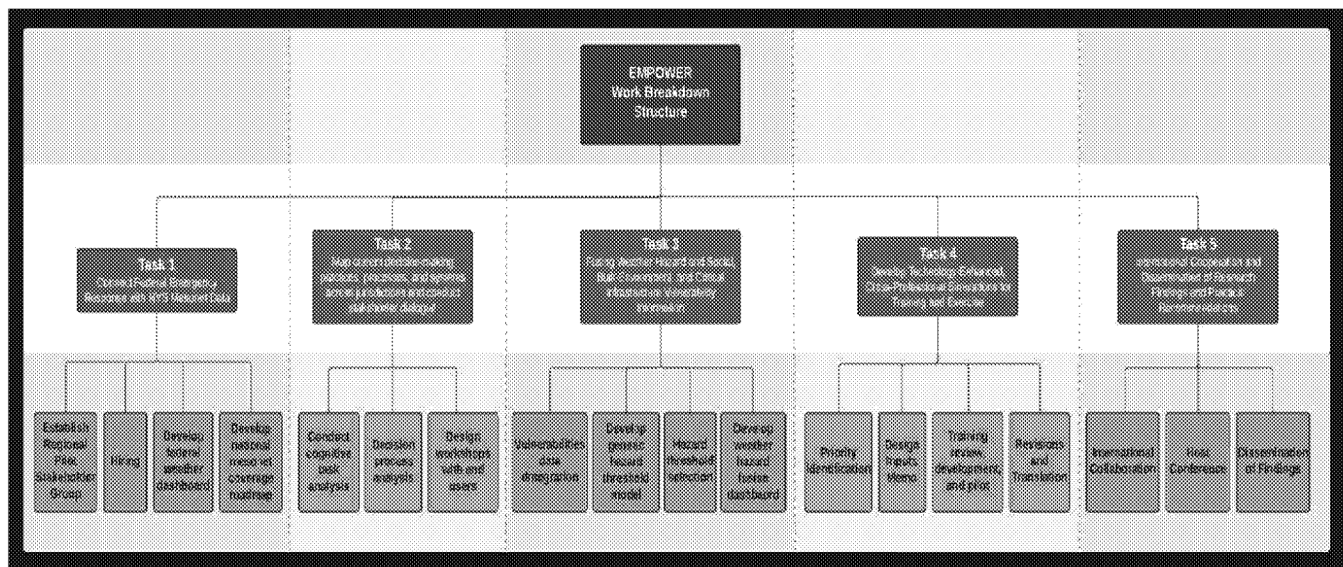 EMPOWER
Work Breakdown
Structure
Task 1
Connect Federal Emergency
Response with NYS Mesonet Data
Task 2
Map current decision-making
processes, and systems
across jurisdictions and conduct
stakeholder dialogue
Task 3
Fusing Weather Hazard and Social,
Built Environment, and Critical
Infrastructure Vulnerability
Information
Task 4
Develop Technology-Enhanced,
Cross-Professional Simulations for
Training and Exercise
Task 5
International Cooperation and
Dissemination of Research
Findings and Practical
Establish
Regional
Pilot
Stakeholder
Group
Hiring
Develop
federal
weather
dashboard
Develop
national
mesonet
coverage
roadmap
Conduct
cognitive
task
analysis
Decision
process
analysis
Design
workshops
with end
users
Vulnerabilities
data
integration
Develop
generic
hazard
threshold
model
Hazard
threshold
selection
Develop
weather
hazard
fusion
dashboard
Priority
Identification
Design
Inputs
Memo
Training
review,
development,
and pilot
Revisions
and
Translation
International
Collaboration
Host
Conference
Dissemination
of Findings